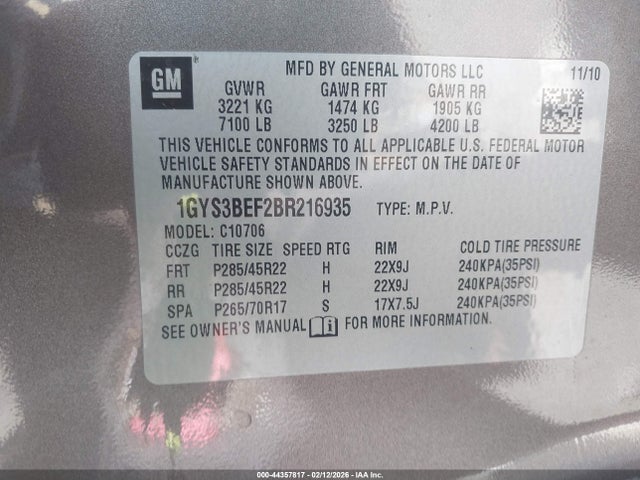 GM
MFD BY GENERAL MOTORS LLC 11/10
GVWR GAWR FRT GAWR RR
3221 KG 1474 KG 1905 KG
7100 LB 3250 LB 4200 LB
THIS VEHICLE CONFORMS TO ALL APPLICABLE U.S. FEDERAL MOTOR
VEHICLE SAFETY STANDARDS IN EFFECT ON THE DATE OF
MANUFACTURE SHOWN ABOVE.
1GYS3BEF2BR216935 TYPE: M.P.V.
MODEL: C10706
CCZG TIRE SIZE SPEED RTG RIM COLD TIRE PRESSURE
FRT P285/45R22 H 22X9J 240KPA(35PSI)
RR P285/45R22 H 22X9J 240KPA(35PSI)
SPA P265/70R17 S 17X7.5J 240KPA(35PSI)
SEE OWNER'S MANUAL FOR MORE INFORMATION.
000-44357817 - 02/12/2026 - IAA Inc.